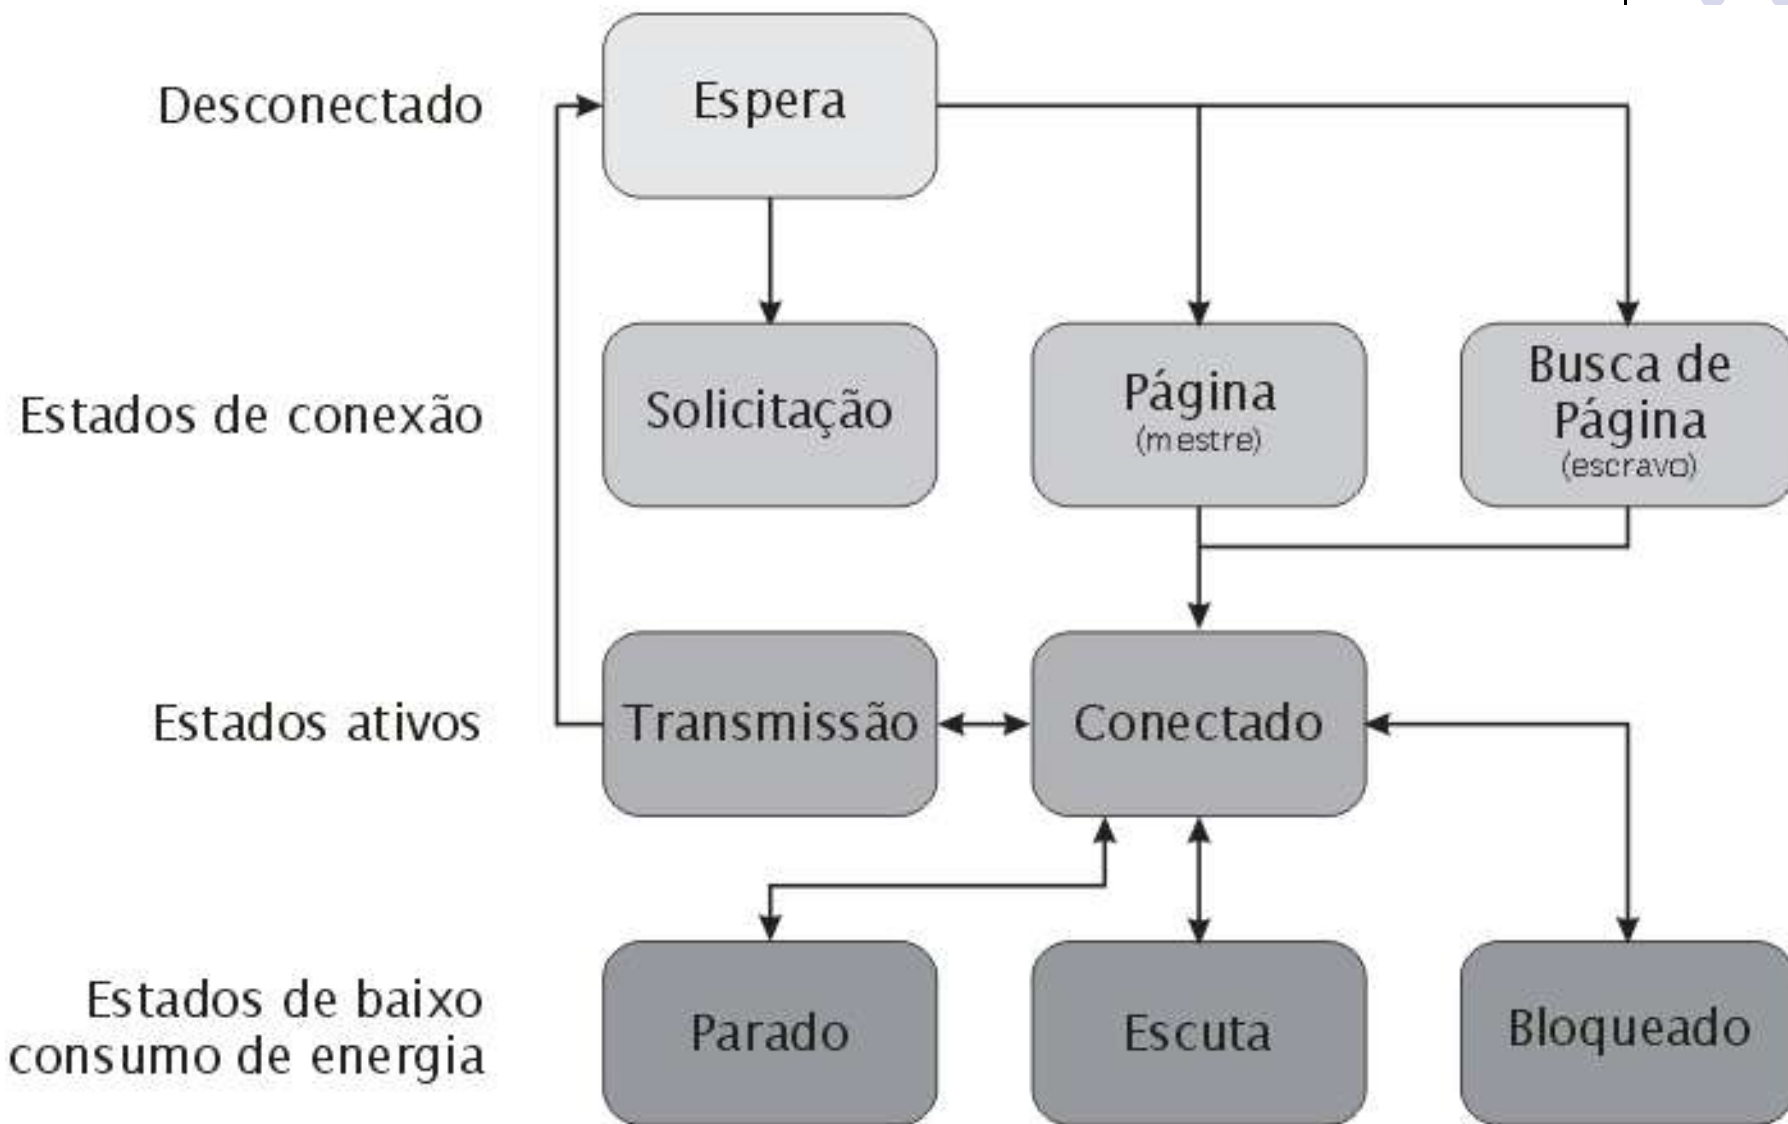 Desconectado
Espera
Estados de conexão
Solicitação
Página
(mestre)
Busca de
Página
(escravo)
Estados ativos
Transmissão
Conectado
Estados de baixo
consumo de energia
Parado
Escuta
Bloqueado